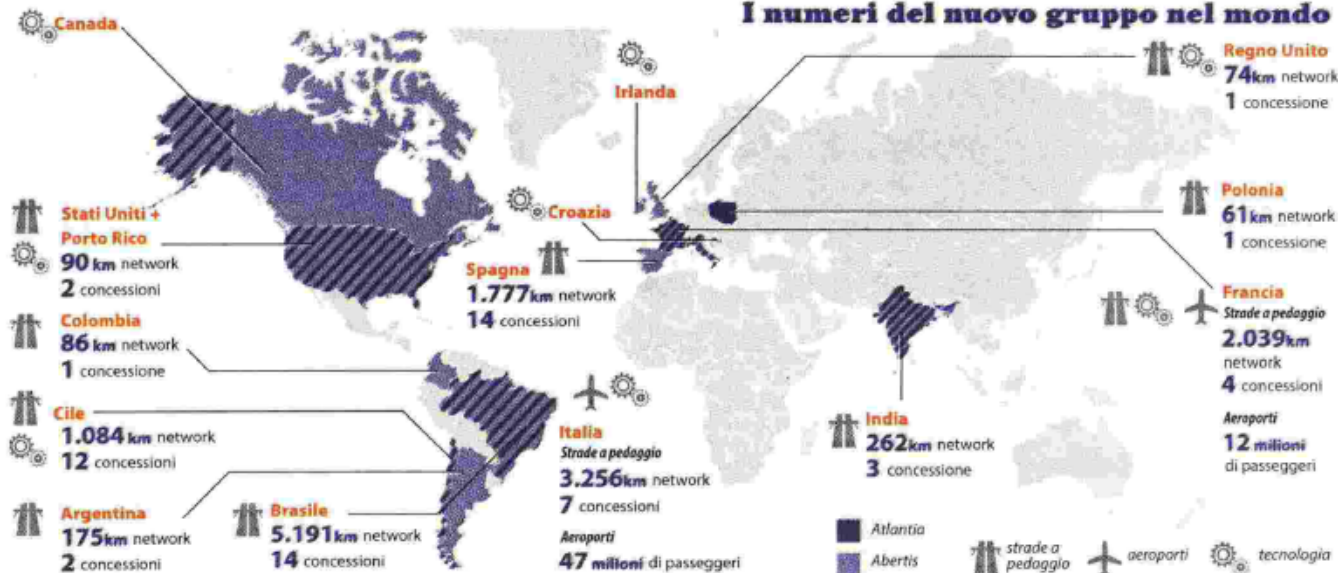 I numeri del nuovo gruppo nel mondo
Canada
Irlanda
Regno Unito
74km network
1 concessione
Stati Uniti +
Porto Rico
90 km network
2 concessioni
Croazia
Spagna
1.777km network
14 concessioni
Polonia
61km network
1 concessione
Colombia
86 km network
1 concessione
Francia
Strade a pedaggio
2.039km
network
4 concessioni
Aeroporti
12 milioni
di passeggeri
Cile
1.084 km network
12 concessioni
Italia
Strade a pedaggio
3.256km network
7 concessioni
Aeroporti
47 milioni di passeggeri
India
262km network
3 concessione
Argentina
175km network
2 concessioni
Brasile
5.191km network
14 concessioni
Atlantia
Abertis
strade a
pedaggio
aeroporti
tecnologia